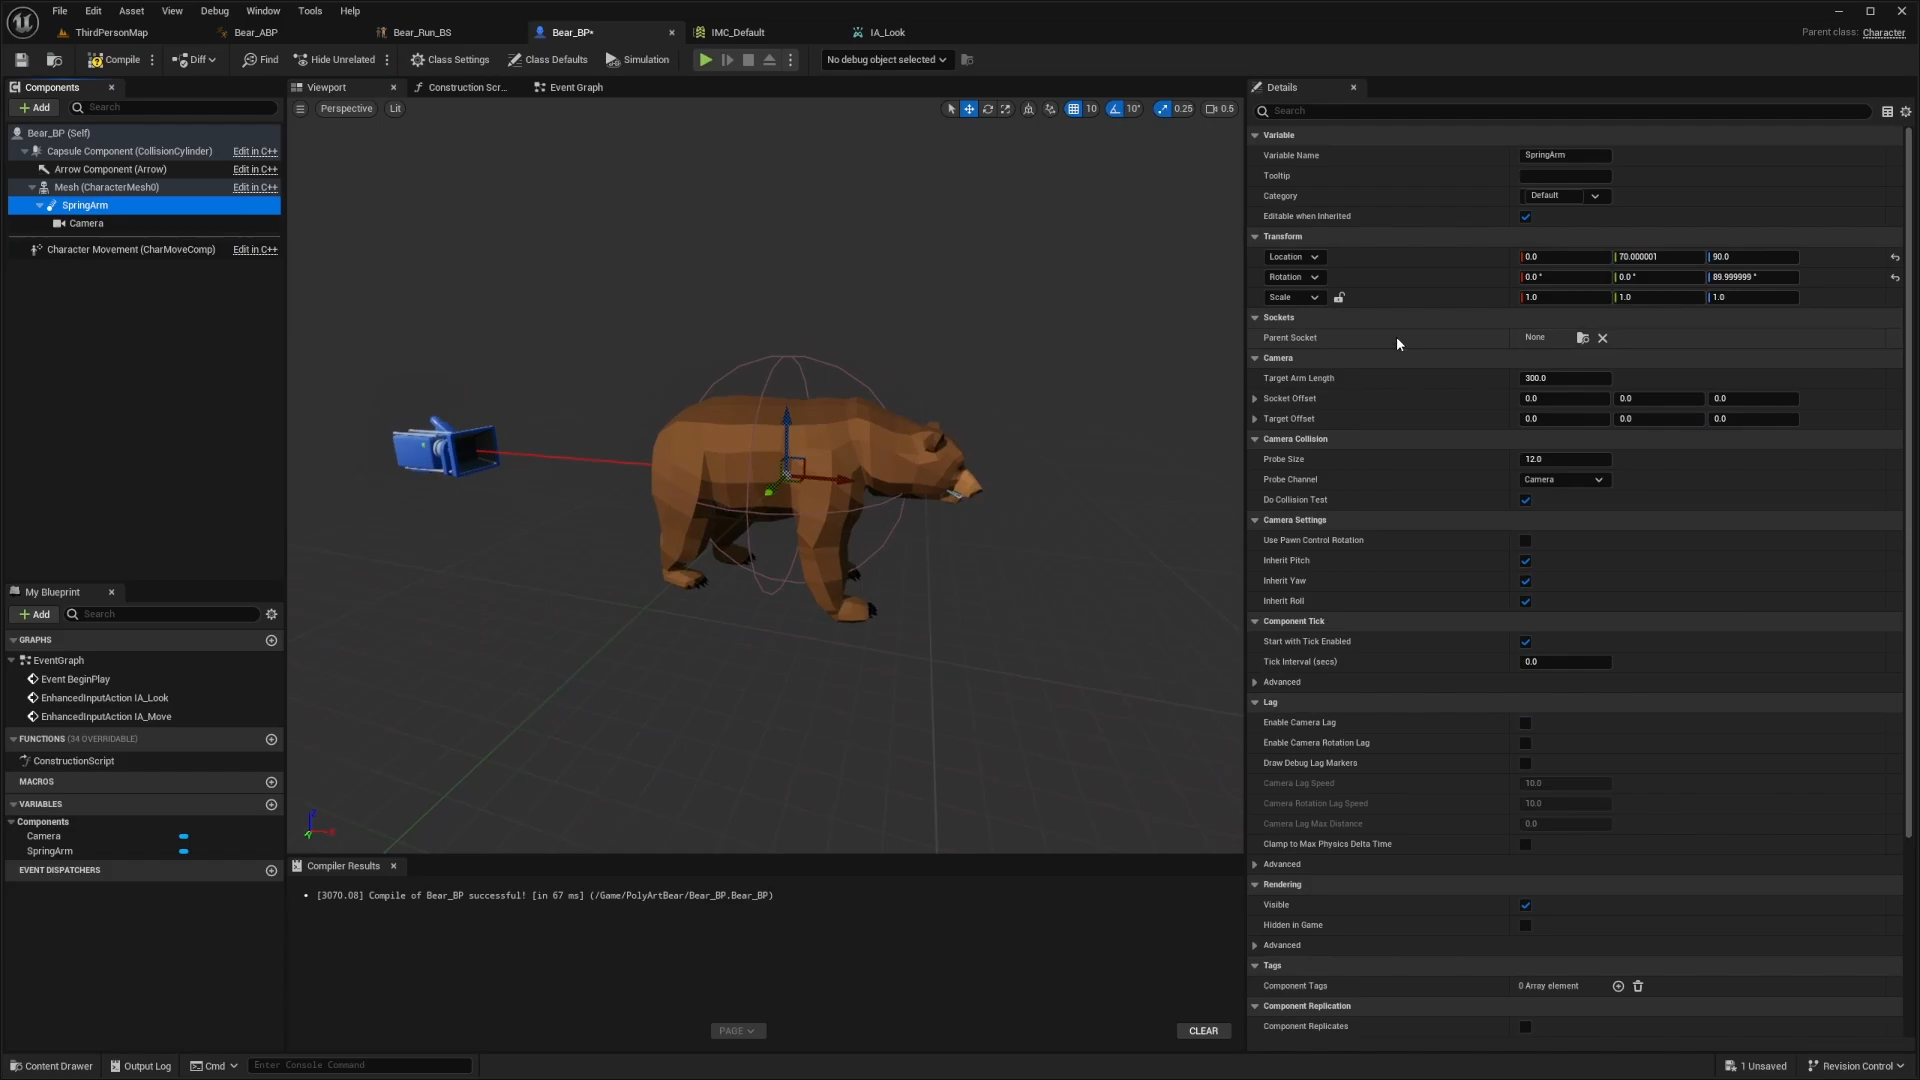 File Edit Asset View Debug Window Tools Help
ThirdPersonMap Bear_ABP Bear_Run_BS Bear_BP* IMC_Default IA_Look Parent class: Character
Compile Diff Find Hide Unrelated Class Settings Class Defaults Simulation No debug object selected
Components
Add Search
Bear_BP (Self)
Capsule Component (CollisionCylinder) Edit in C++
Arrow Component (Arrow) Edit in C++
Mesh (CharacterMesh0) Edit in C++
SpringArm
Camera
Character Movement (CharMoveComp) Edit in C++
My Blueprint
Add Search
GRAPHS
EventGraph
Event BeginPlay
EnhancedInputAction IA_Look
EnhancedInputAction IA_Move
FUNCTIONS (34 OVERRIDABLE)
ConstructionScript
MACROS
VARIABLES
Components
Camera
SpringArm
EVENT DISPATCHERS
Viewport Construction Scr... Event Graph
Perspective Lit 10 10° 0.25 0.5
Compiler Results
[3070.08] Compile of Bear_BP successful! [in 67 ms] (/Game/PolyArtBear/Bear_BP.Bear_BP)
PAGE CLEAR
Details
Search
Variable
Variable Name SpringArm
Tooltip
Category Default
Editable when Inherited
Transform
Location 0.0 70.000001 90.0
Rotation 0.0 ° 0.0 ° 89.999999 °
Scale 1.0 1.0 1.0
Sockets
Parent Socket None
Camera
Target Arm Length 300.0
Socket Offset 0.0 0.0 0.0
Target Offset 0.0 0.0 0.0
Camera Collision
Probe Size 12.0
Probe Channel Camera
Do Collision Test
Camera Settings
Use Pawn Control Rotation
Inherit Pitch
Inherit Yaw
Inherit Roll
Component Tick
Start with Tick Enabled
Tick Interval (secs) 0.0
Advanced
Lag
Enable Camera Lag
Enable Camera Rotation Lag
Draw Debug Lag Markers
Camera Lag Speed 10.0
Camera Rotation Lag Speed 10.0
Camera Lag Max Distance 0.0
Clamp to Max Physics Delta Time
Advanced
Rendering
Visible
Hidden in Game
Advanced
Tags
Component Tags 0 Array element
Component Replication
Component Replicates
Content Drawer Output Log Cmd Enter Console Command 1 Unsaved Revision Control